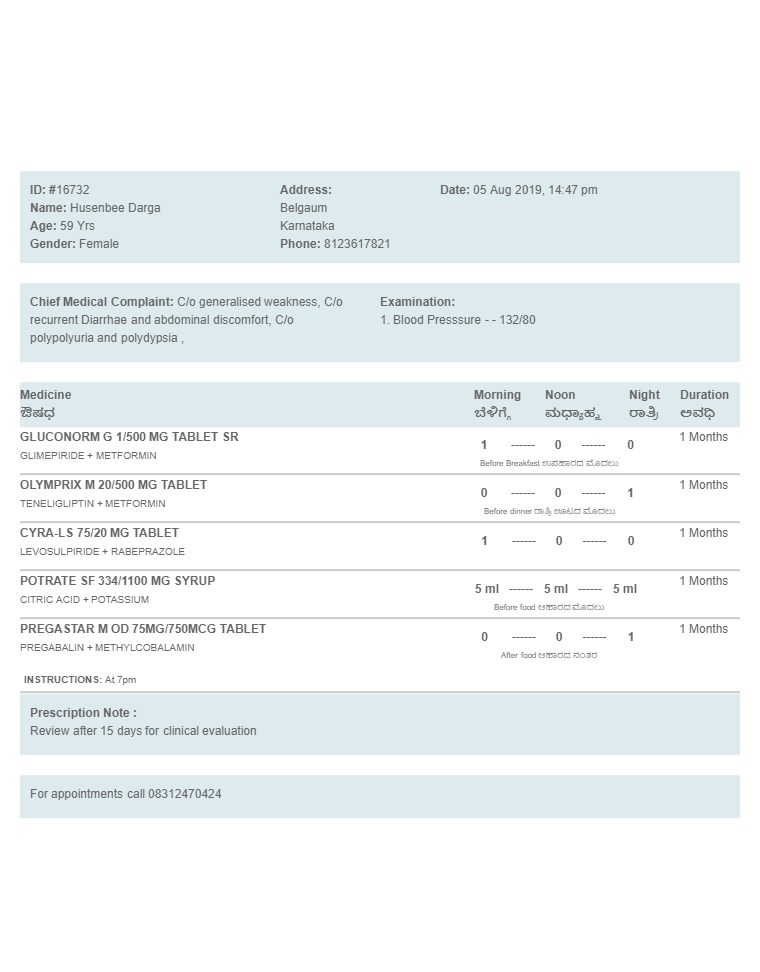 ID: #16732
Name: Husenbee Darga
Age: 59 Yrs
Gender: Female
Address:
Belgaum
Karnataka
Phone: 8123617821
Date: 05 Aug 2019, 14:47 pm
Chief Medical Complaint: C/o generalised weakness, C/o
recurrent Diarrhae and abdominal discomfort, C/o
polypolyuria and polydypsia ,
Examination:
1. Blood Presssure - - 132/80
Medicine Morning Noon Night Duration
ಔಷಧ ಬೆಳಿಗ್ಗೆ ಮಧ್ಯಾಹ್ನ ರಾತ್ರಿ ಅವಧಿ
GLUCONORM G 1/500 MG TABLET SR 1 ------ 0 ------ 0 1 Months
GLIMEPIRIDE + METFORMIN
Before Breakfast ಉಪಹಾರದ ಮೊದಲು
OLYMPRIX M 20/500 MG TABLET 0 ------ 0 ------ 1 1 Months
TENELIGLIPTIN + METFORMIN
Before dinner ರಾತ್ರಿ ಊಟದ ಮೊದಲು
CYRA-LS 75/20 MG TABLET 1 ------ 0 ------ 0 1 Months
LEVOSULPIRIDE + RABEPRAZOLE
POTRATE SF 334/1100 MG SYRUP 5 ml ------ 5 ml ------ 5 ml 1 Months
CITRIC ACID + POTASSIUM
Before food ಆಹಾರದ ಮೊದಲು
PREGASTAR M OD 75MG/750MCG TABLET 0 ------ 0 ------ 1 1 Months
PREGABALIN + METHYLCOBALAMIN
After food ಆಹಾರದ ನಂತರ
INSTRUCTIONS: At 7pm
Prescription Note :
Review after 15 days for clinical evaluation
For appointments call 08312470424